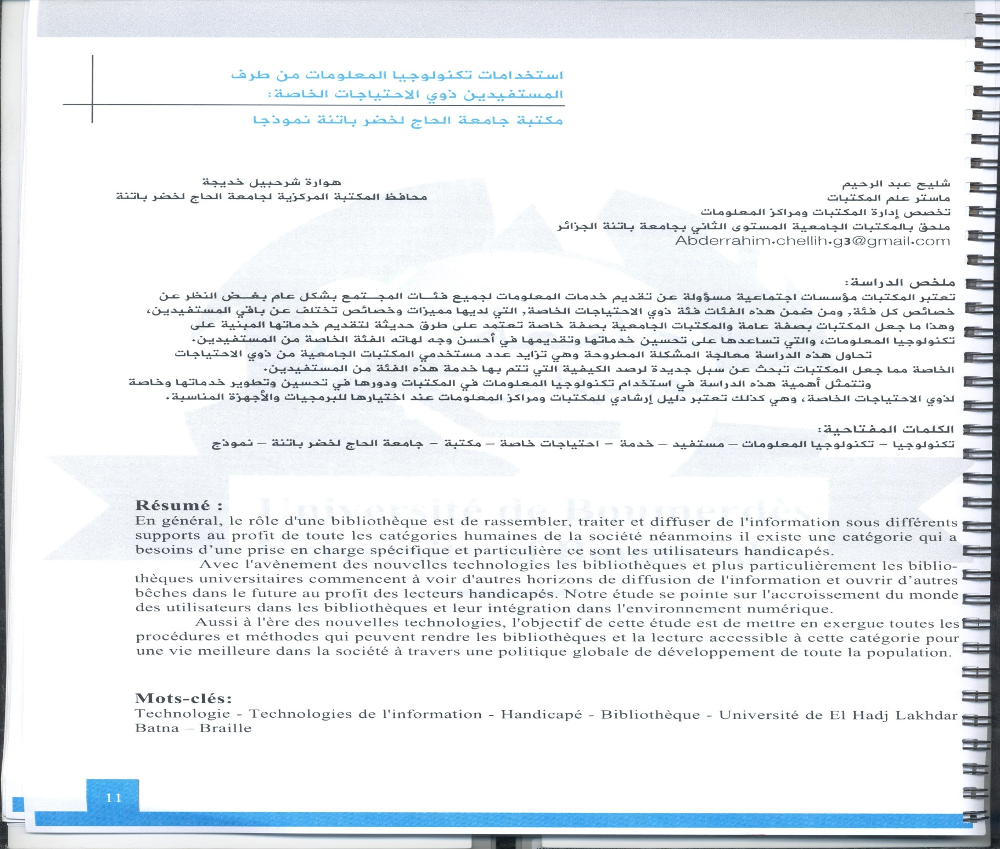 استخدامات تكنولوجيا المعلومات من طرف
المستفيدين ذوي الاحتياجات الخاصة:
مكتبة جامعة الحاج لخضر باتنة نموذجا
شليح عبد الرحيم
ماستر علم المكتبات
تخصص إدارة المكتبات ومراكز المعلومات
ملحق بالمكتبات الجامعية المستوى الثاني بجامعة باتنة الجزائر
Abderrahim.chellih.g3@gmail.com
هوارة شرحبيل خديجة
محافظ المكتبة المركزية لجامعة الحاج لخضر باتنة
ملخص الدراسة:
تعتبر المكتبات مؤسسات اجتماعية مسؤولة عن تقديم خدمات المعلومات لجميع فئــات المجــتمع بشكل عام بغــض النظر عن
خصائص كل فئة, ومن ضمن هذه الفئات فئة ذوي الاحتياجات الخاصة, التي لديها مميزات وخصائص تختلف عن باقي المستفيدين،
وهذا ما جعل المكتبات بصفة عامة والمكتبات الجامعية بصفة خاصة تعتمد على طرق حديثة لتقديم خدماتها المبنية على
تكنولوجيا المعلومات، والتي تساعدها على تحسين خدماتها وتقديمها في أحسن وجه لهاته الفئة الخاصة من المستفيدين.
تحاول هذه الدراسة معالجة المشكلة المطروحة وهي تزايد عدد مستخدمي المكتبات الجامعية من ذوي الاحتياجات
الخاصة مما جعل المكتبات تبحث عن سبل جديدة لرصد الكيفية التي تتم بها خدمة هذه الفئة من المستفيدين.
وتتمثل أهمية هذه الدراسة في استخدام تكنولوجيا المعلومات في المكتبات ودورها في تحسين وتطوير خدماتها وخاصة
لذوي الاحتياجات الخاصة، وهي كذلك تعتبر دليل إرشادي للمكتبات ومراكز المعلومات عند اختيارها للبرمجيات والأجهزة المناسبة.
الكلمات المفتاحية:
تكنولوجيا – تكنولوجيا المعلومات – مستفيد – خدمة – احتياجات خاصة – مكتبة – جامعة الحاج لخضر باتنة – نموذج
Université de Boumerdès
University of Boumerdes
Résumé :
En général, le rôle d'une bibliothèque est de rassembler, traiter et diffuser de l'information sous différents
supports au profit de toute les catégories humaines de la société néanmoins il existe une catégorie qui a
besoins d’une prise en charge spécifique et particulière ce sont les utilisateurs handicapés.
Avec l'avènement des nouvelles technologies les bibliothèques et plus particulièrement les biblio-
thèques universitaires commencent à voir d'autres horizons de diffusion de l'information et ouvrir d’autres
bêches dans le future au profit des lecteurs handicapés. Notre étude se pointe sur l'accroissement du monde
des utilisateurs dans les bibliothèques et leur intégration dans l'environnement numérique.
Aussi à l'ère des nouvelles technologies, l'objectif de cette étude est de mettre en exergue toutes les
procédures et méthodes qui peuvent rendre les bibliothèques et la lecture accessible à cette catégorie pour
une vie meilleure dans la société à travers une politique globale de développement de toute la population.
Mots-clés:
Technologie - Technologies de l'information - Handicapé - Bibliothèque - Université de El Hadj Lakhdar
Batna – Braille
11